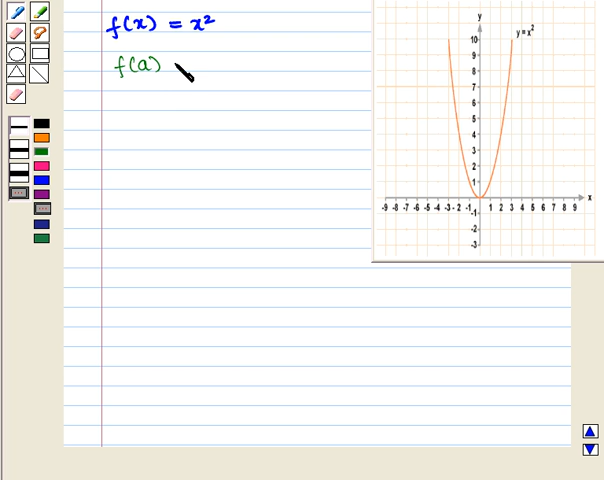 f(x) = x²
f(a)
y
y = x²
10
9
8
7
6
5
4
3
2
1
0
-9 -8 -7 -6 -5 -4 -3 -2 -1 1 2 3 4 5 6 7 8 9 x
-1
-2
-3